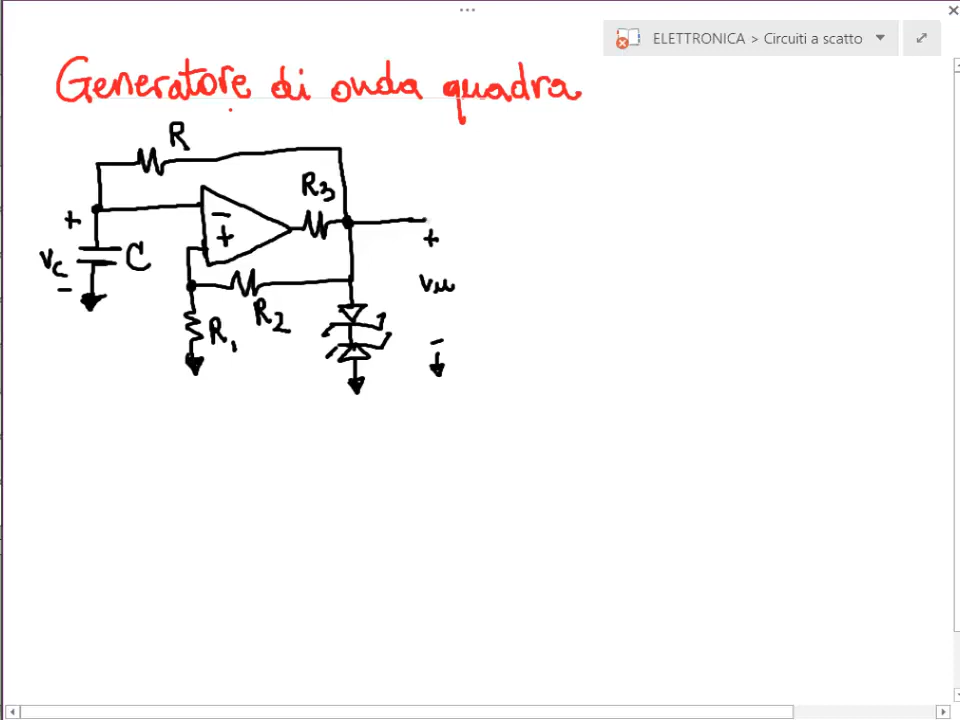 ELETTRONICA > Circuiti a scatto
Generatore di onda quadra
R
R3
+
vc
-
C
-
+
+
vu
-
R2
R1